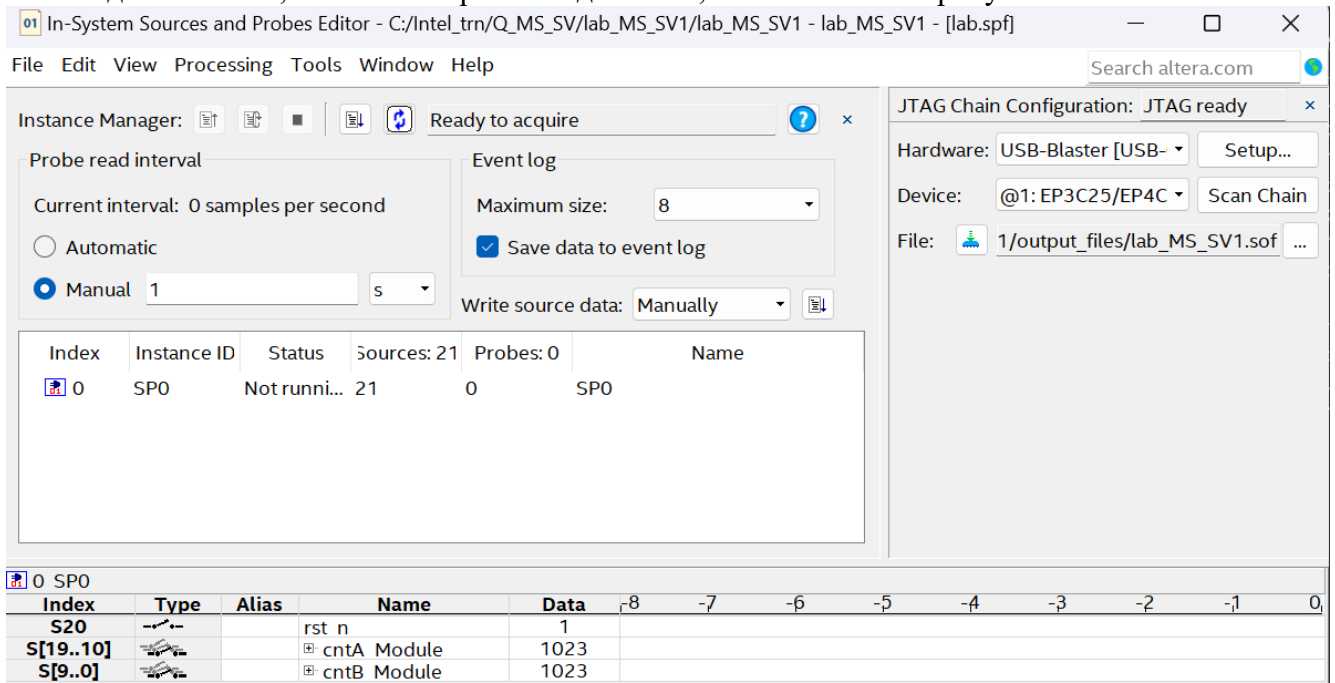 In-System Sources and Probes Editor - C:/Intel_trn/Q_MS_SV/lab_MS_SV1/lab_MS_SV1 - lab_MS_SV1 - [lab.spf]
File Edit View Processing Tools Window Help
Search altera.com
Instance Manager: Ready to acquire
Probe read interval
Current interval: 0 samples per second
Automatic
Manual 1 s
Event log
Maximum size: 8
Save data to event log
Write source data: Manually
Index Instance ID Status Sources: 21 Probes: 0 Name
0 SP0 Not runni... 21 0 SP0
JTAG Chain Configuration: JTAG ready
Hardware: USB-Blaster [USB- Setup...
Device: @1: EP3C25/EP4C Scan Chain
File: 1/output_files/lab_MS_SV1.sof ...
0 SP0
Index Type Alias Name Data -8 -7 -6 -5 -4 -3 -2 -1 0
S20 rst n 1
S[19..10] cntA Module 1023
S[9..0] cntB Module 1023